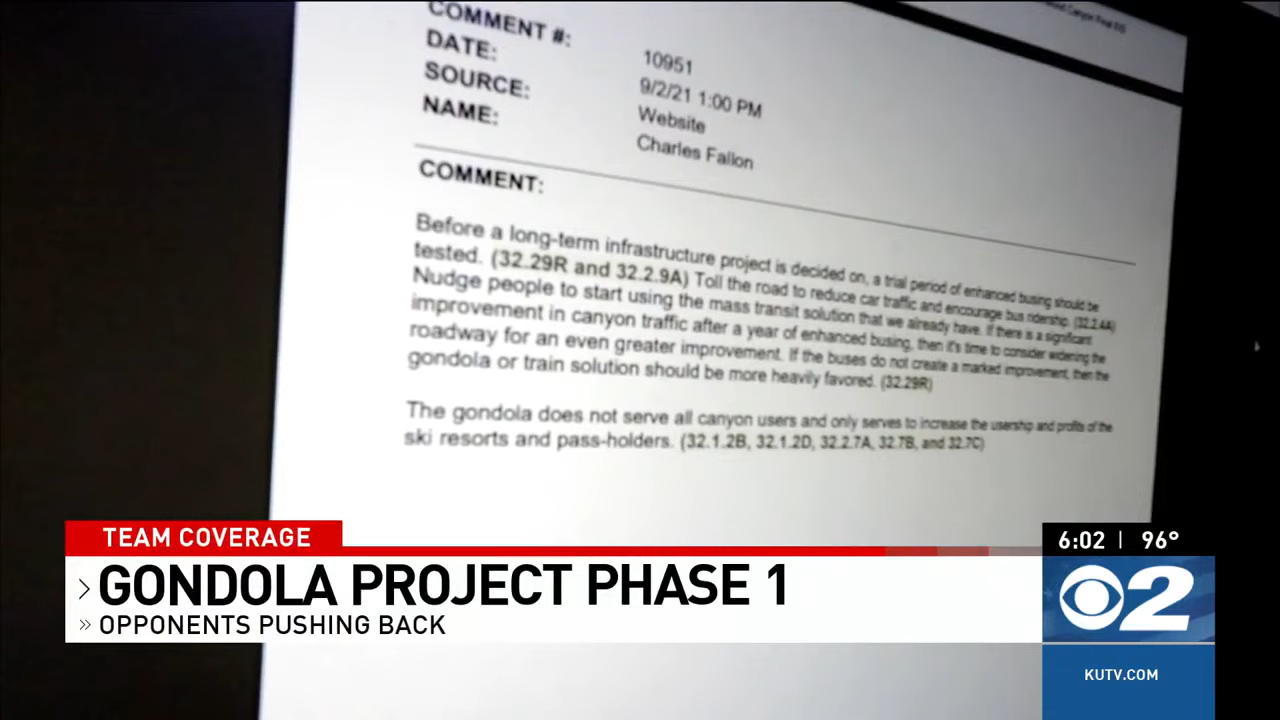 COMMENT #:
10951
DATE:
9/2/21 1:00 PM
SOURCE:
Website
NAME:
Charles Fallon
COMMENT:
Before a long-term infrastructure project is decided on, a trial period of enhanced busing should be
tested. (32.29R and 32.2.9A) Toll the road to reduce car traffic and encourage bus ridership. (32.2.4A)
Nudge people to start using the mass transit solution that we already have. If there is a significant
improvement in canyon traffic after a year of enhanced busing, then it's time to consider widening the
roadway for an even greater improvement. If the buses do not create a marked improvement, then the
gondola or train solution should be more heavily favored. (32.29R)
The gondola does not serve all canyon users and only serves to increase the usership and profits of the
ski resorts and pass-holders. (32.1.2B, 32.1.2D, 32.2.7A, 32.7B, and 32.7C)
TEAM COVERAGE
> GONDOLA PROJECT PHASE 1
» OPPONENTS PUSHING BACK
6:02 | 96°
2
KUTV.COM